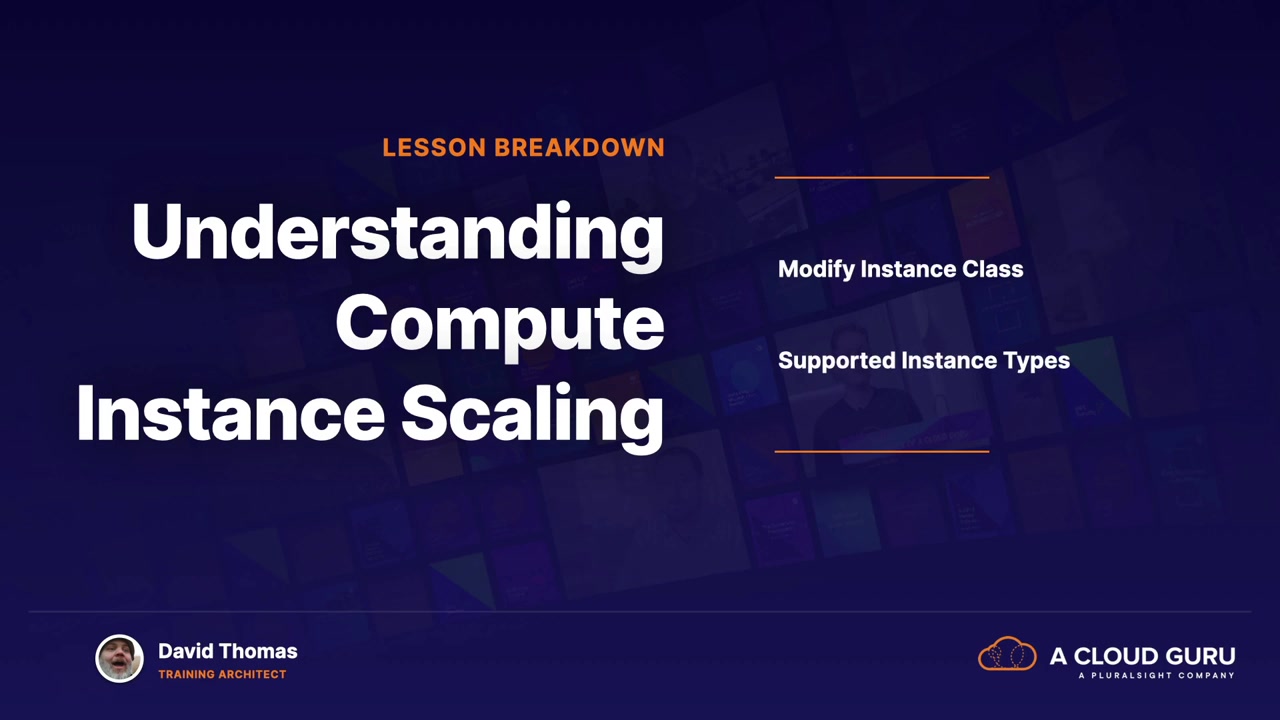 LESSON BREAKDOWN
Understanding
Compute
Instance Scaling
Modify Instance Class
Supported Instance Types
David Thomas
TRAINING ARCHITECT
A CLOUD GURU
A PLURALSIGHT COMPANY